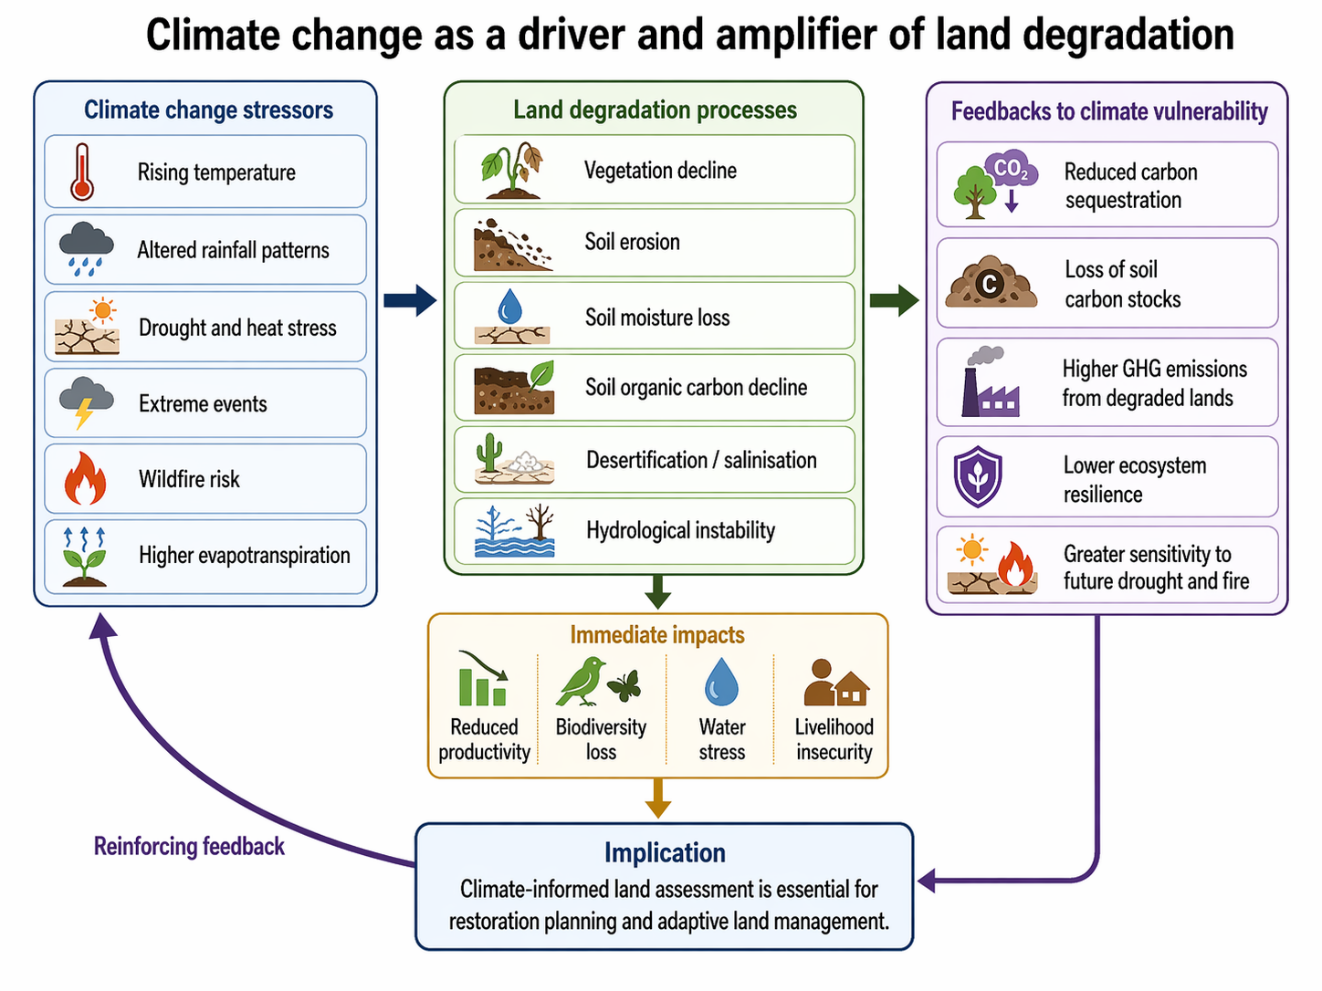 Climate change as a driver and amplifier of land degradation
Climate change stressors
Rising temperature
Altered rainfall patterns
Drought and heat stress
Extreme events
Wildfire risk
Higher evapotranspiration
Land degradation processes
Vegetation decline
Soil erosion
Soil moisture loss
Soil organic carbon decline
Desertification / salinisation
Hydrological instability
Feedbacks to climate vulnerability
CO₂
Reduced carbon
sequestration
C
Loss of soil
carbon stocks
Higher GHG emissions
from degraded lands
Lower ecosystem
resilience
Greater sensitivity to
future drought and fire
Immediate impacts
Reduced
productivity
Biodiversity
loss
Water
stress
Livelihood
insecurity
Reinforcing feedback
Implication
Climate-informed land assessment is essential for
restoration planning and adaptive land management.